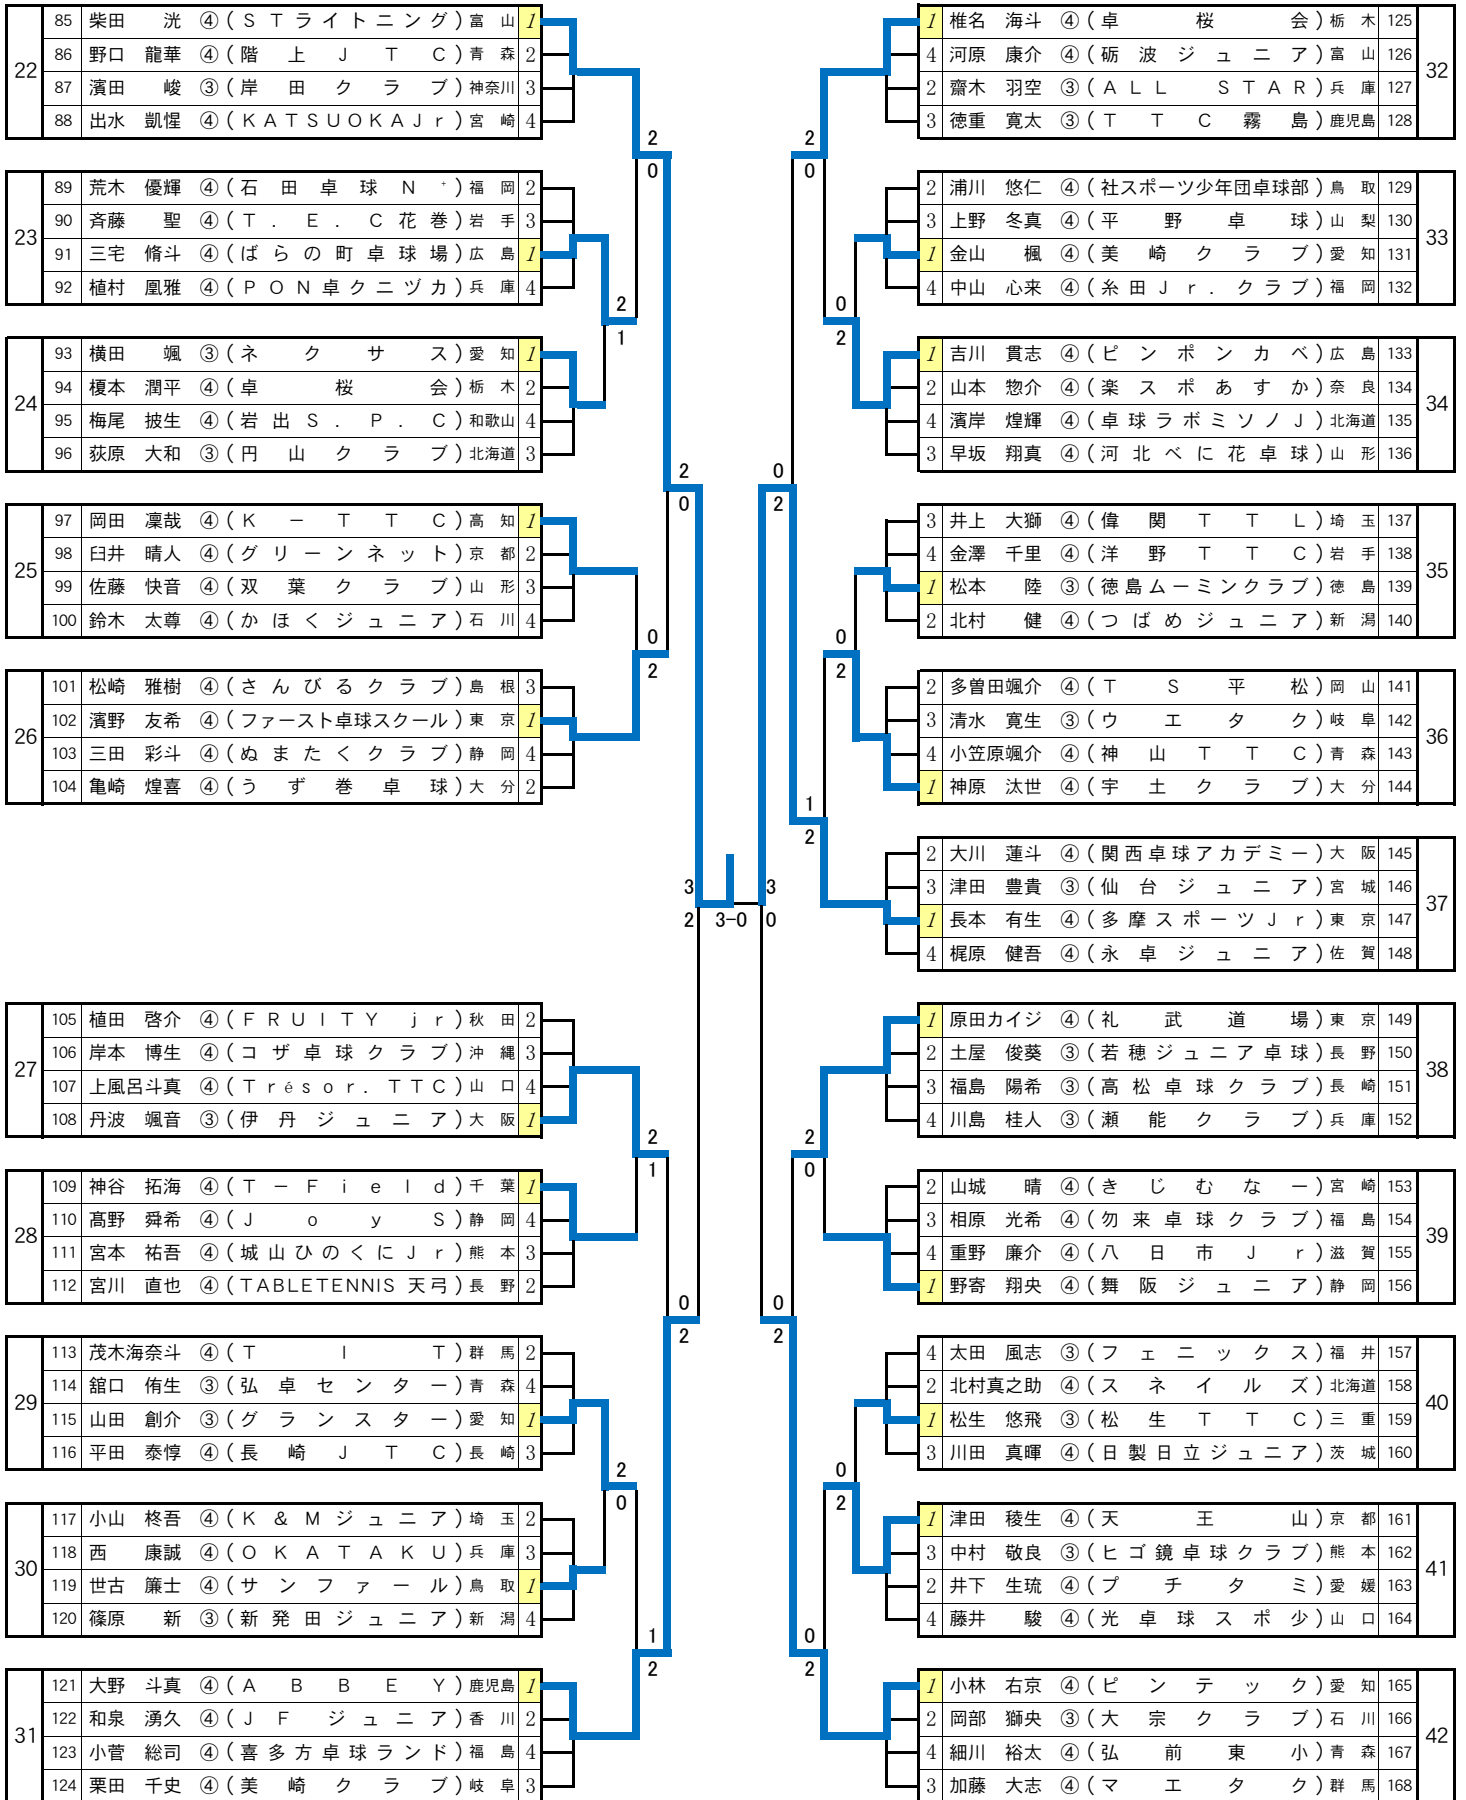 22
85 柴田 洸 ④(STライトニング)富山 1
86 野口 龍華 ④(階上JTC)青森 2
87 濱田 峻 ③(岸田クラブ)神奈川 3
88 出水 凱惺 ④(KATSUOKAJr)宮崎 4
23
89 荒木 優輝 ④(石田卓球N⁺)福岡 2
90 斉藤 聖 ④(T.E.C花巻)岩手 3
91 三宅 脩斗 ④(ばらの町卓球場)広島 1
92 植村 凰雅 ④(PON卓クニヅカ)兵庫 4
24
93 横田 颯 ③(ネクサス)愛知 1
94 榎本 潤平 ④(卓桜会)栃木 2
95 梅尾 披生 ④(岩出S.P.C)和歌山 4
96 荻原 大和 ③(円山クラブ)北海道 3
25
97 岡田 凜哉 ④(K-TTC)高知 1
98 臼井 晴人 ④(グリーンネット)京都 2
99 佐藤 快音 ④(双葉クラブ)山形 3
100 鈴木 太尊 ④(かほくジュニア)石川 4
26
101 松崎 雅樹 ④(さんびるクラブ)島根 3
102 濱野 友希 ④(ファースト卓球スクール)東京 1
103 三田 彩斗 ④(ぬまたくクラブ)静岡 4
104 亀崎 煌喜 ④(うず巻卓球)大分 2
27
105 植田 啓介 ④(FRUITY jr)秋田 2
106 岸本 博生 ④(コザ卓球クラブ)沖縄 3
107 上風呂斗真 ④(Trésor.TTC)山口 4
108 丹波 颯音 ③(伊丹ジュニア)大阪 1
28
109 神谷 拓海 ④(T-Field)千葉 1
110 髙野 舜希 ④(JoyS)静岡 4
111 宮本 祐吾 ④(城山ひのくにJr)熊本 3
112 宮川 直也 ④(TABLETENNIS 天弓)長野 2
29
113 茂木海奈斗 ④(TIT)群馬 2
114 舘口 侑生 ③(弘卓センター)青森 4
115 山田 創介 ③(グランスター)愛知 1
116 平田 泰惇 ④(長崎JTC)長崎 3
30
117 小山 柊吾 ④(K&Mジュニア)埼玉 2
118 西 康誠 ④(OKATAKU)兵庫 3
119 世古 簾士 ④(サンファール)鳥取 1
120 篠原 新 ③(新発田ジュニア)新潟 4
31
121 大野 斗真 ④(ABBEY)鹿児島 1
122 和泉 湧久 ④(JFジュニア)香川 2
123 小菅 総司 ④(喜多方卓球ランド)福島 4
124 栗田 千史 ④(美崎クラブ)岐阜 3
2
0
2
1
2
0
0
2
2
1
0
2
2
0
1
2
3
2
3-0
3
0
2
0
0
2
0
2
0
2
1
2
2
0
0
2
0
2
0
2
32
1 椎名 海斗 ④(卓桜会)栃木 125
4 河原 康介 ④(砺波ジュニア)富山 126
2 齋木 羽空 ③(ALL STAR)兵庫 127
3 徳重 寛太 ③(TTC霧島)鹿児島 128
33
2 浦川 悠仁 ④(社スポーツ少年団卓球部)鳥取 129
3 上野 冬真 ④(平野卓球)山梨 130
1 金山 楓 ④(美崎クラブ)愛知 131
4 中山 心来 ④(糸田Jr.クラブ)福岡 132
34
1 吉川 貫志 ④(ピンポンカベ)広島 133
2 山本 惣介 ④(楽スポあすか)奈良 134
4 濱岸 煌輝 ④(卓球ラボミソノJ)北海道 135
3 早坂 翔真 ④(河北べに花卓球)山形 136
35
3 井上 大獅 ④(偉関TTL)埼玉 137
4 金澤 千里 ④(洋野TTC)岩手 138
1 松本 陸 ③(徳島ムーミンクラブ)徳島 139
2 北村 健 ④(つばめジュニア)新潟 140
36
2 多曽田颯介 ④(TS平松)岡山 141
3 清水 寛生 ③(ウエタク)岐阜 142
4 小笠原颯介 ④(神山TTC)青森 143
1 神原 汰世 ④(宇土クラブ)大分 144
37
2 大川 蓮斗 ④(関西卓球アカデミー)大阪 145
3 津田 豊貴 ③(仙台ジュニア)宮城 146
1 長本 有生 ④(多摩スポーツJr)東京 147
4 梶原 健吾 ④(永卓ジュニア)佐賀 148
38
1 原田カイジ ④(礼武道場)東京 149
2 土屋 俊葵 ③(若穂ジュニア卓球)長野 150
3 福島 陽希 ③(高松卓球クラブ)長崎 151
4 川島 桂人 ③(瀬能クラブ)兵庫 152
39
2 山城 晴 ④(きじむなー)宮崎 153
3 相原 光希 ④(勿来卓球クラブ)福島 154
4 重野 廉介 ④(八日市Jr)滋賀 155
1 野寄 翔央 ④(舞阪ジュニア)静岡 156
40
4 太田 風志 ③(フェニックス)福井 157
2 北村真之助 ④(スネイルズ)北海道 158
1 松生 悠飛 ③(松生TTC)三重 159
3 川田 真暉 ④(日製日立ジュニア)茨城 160
41
1 津田 稜生 ④(天王山)京都 161
3 中村 敬良 ③(ヒゴ鏡卓球クラブ)熊本 162
2 井下 生琉 ④(プチタミ)愛媛 163
4 藤井 駿 ④(光卓球スポ少)山口 164
42
1 小林 右京 ④(ピンテック)愛知 165
2 岡部 獅央 ③(大宗クラブ)石川 166
4 細川 裕太 ④(弘前東小)青森 167
3 加藤 大志 ④(マエタク)群馬 168